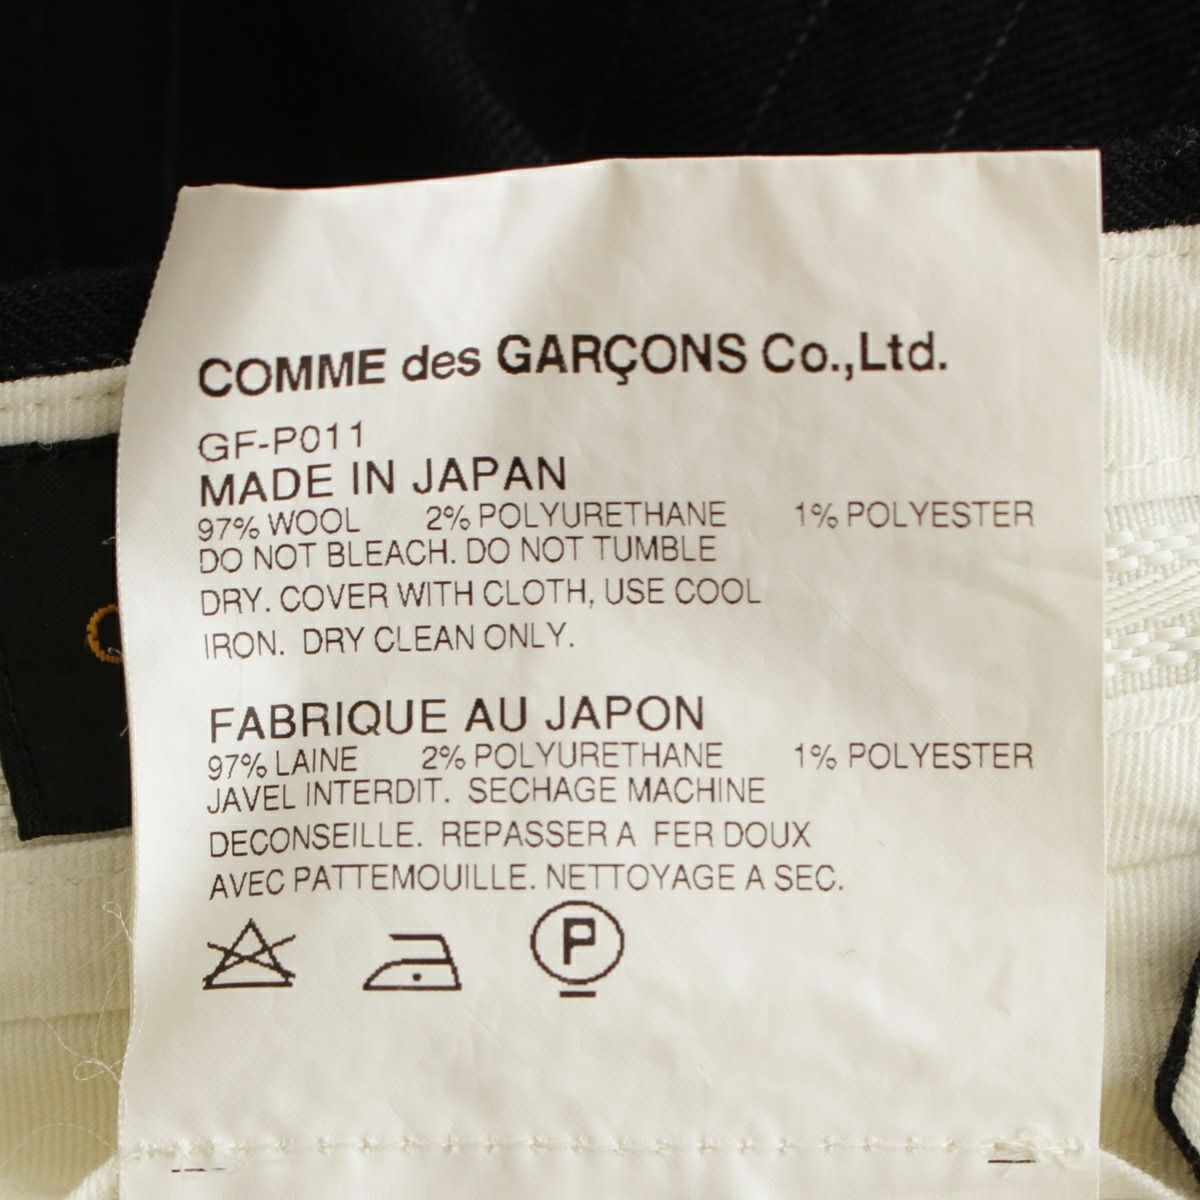 COMME des GARÇONS Co.,Ltd.
GF-P011
MADE IN JAPAN
97% WOOL 2% POLYURETHANE 1% POLYESTER
DO NOT BLEACH. DO NOT TUMBLE
DRY. COVER WITH CLOTH, USE COOL
IRON. DRY CLEAN ONLY.
FABRIQUE AU JAPON
97% LAINE 2% POLYURETHANE 1% POLYESTER
JAVEL INTERDIT. SECHAGE MACHINE
DECONSEILLE. REPASSER A FER DOUX
AVEC PATTEMOUILLE. NETTOYAGE A SEC.
P